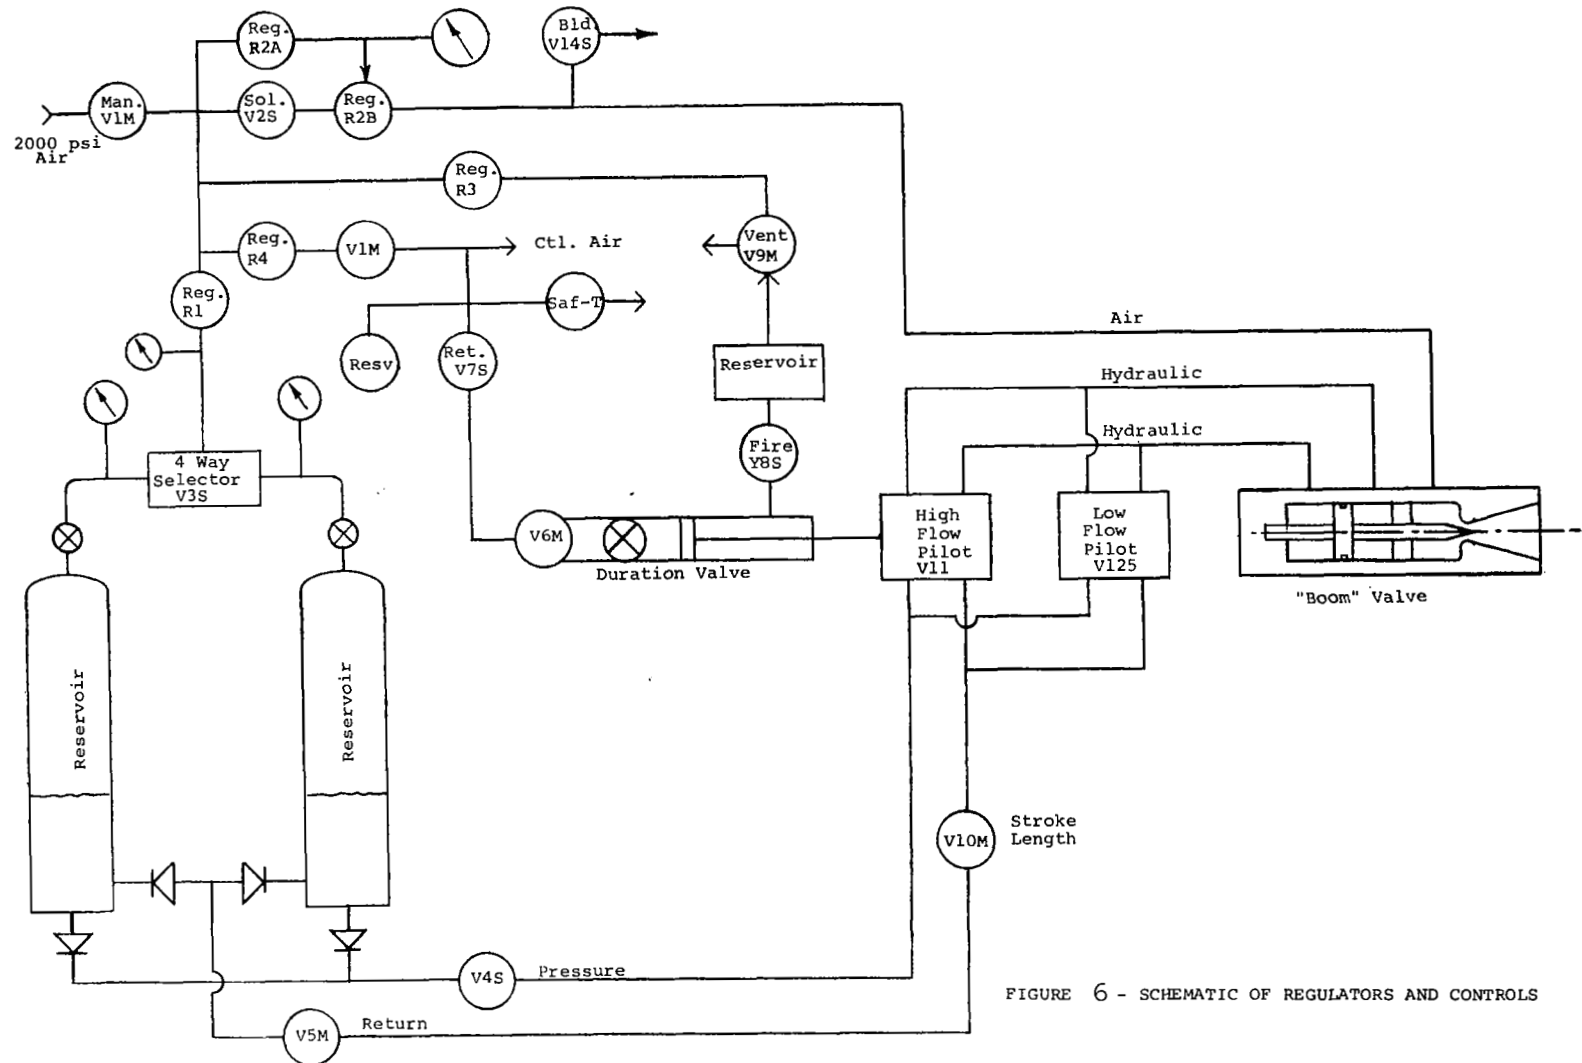 Reg.
R2A
Bld.
V14S
Man.
V1M
Sol.
V2S
Reg.
R2B
2000 psi
Air
Reg.
R3
Reg.
R4
V1M
Ctl. Air
Vent
V9M
Reg.
R1
Saf-T
Air
Resv
Ret.
V7S
Reservoir
Hydraulic
Hydraulic
Fire
Y8S
4 Way
Selector
V3S
V6M
Duration Valve
High
Flow
Pilot
V11
Low
Flow
Pilot
V125
"Boom" Valve
Reservoir
Reservoir
V10M
Stroke
Length
V4S
Pressure
V5M
Return
FIGURE 6 - SCHEMATIC OF REGULATORS AND CONTROLS